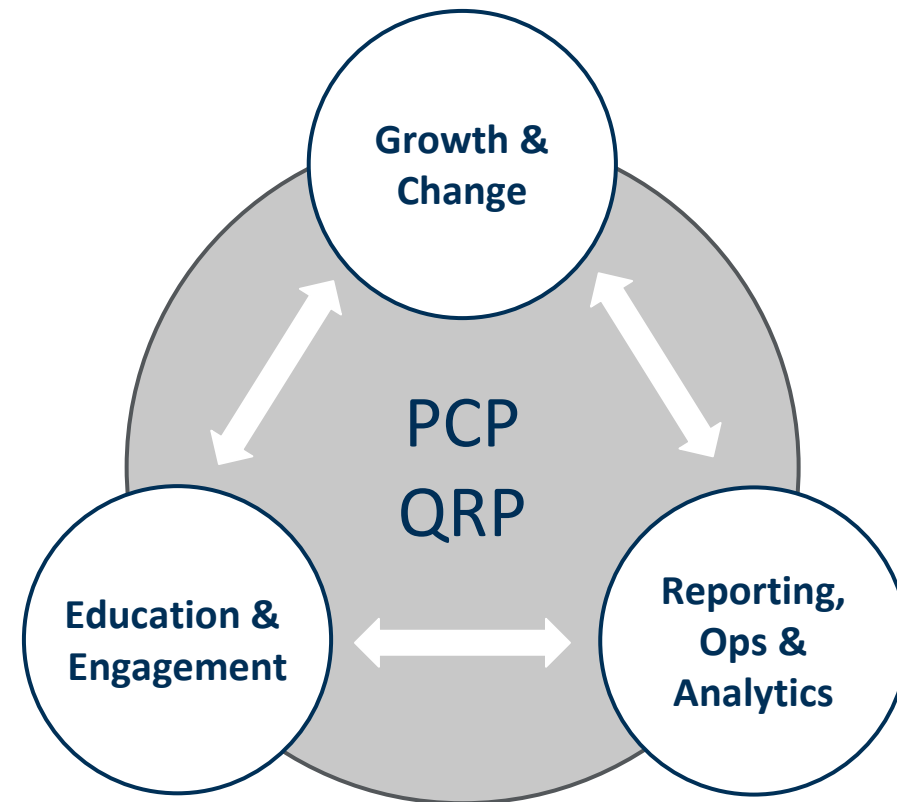 Growth &
Change
PCP
QRP
Education &
Engagement
Reporting,
Ops &
Analytics